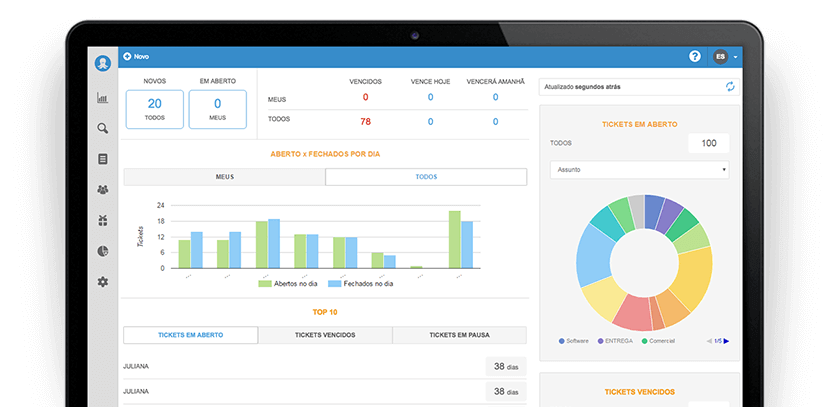 Novo
?
ES
NOVOS
EM ABERTO
20
TODOS
0
MEUS
VENCIDOS
VENCE HOJE
VENCERÁ AMANHÃ
MEUS
0
0
0
TODOS
78
0
0
ABERTO x FECHADOS POR DIA
MEUS
TODOS
Tickets
24
18
12
6
0
... ... ... ... ... ... ... ...
Abertos no dia
Fechados no dia
TOP 10
TICKETS EM ABERTO
TICKETS VENCIDOS
TICKETS EM PAUSA
JULIANA
38 dias
JULIANA
38 dias
Atualizado segundos atrás
TICKETS EM ABERTO
TODOS
100
Assunto
Software
ENTREGA
Comercial
1/5
TICKETS VENCIDOS